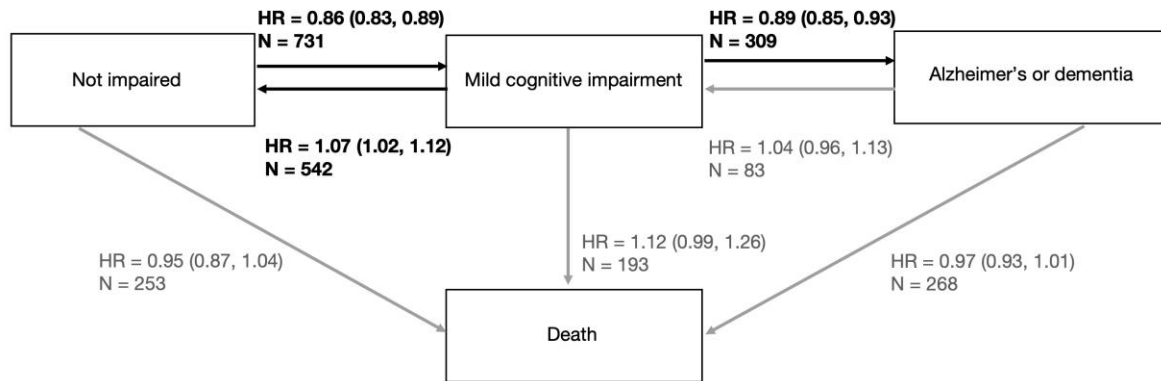 HR = 0.86 (0.83, 0.89)
N = 731
HR = 0.89 (0.85, 0.93)
N = 309
Not impaired
Mild cognitive impairment
Alzheimer's or dementia
HR = 1.07 (1.02, 1.12)
N = 542
HR = 1.04 (0.96, 1.13)
N = 83
HR = 0.95 (0.87, 1.04)
N = 253
HR = 1.12 (0.99, 1.26)
N = 193
HR = 0.97 (0.93, 1.01)
N = 268
Death